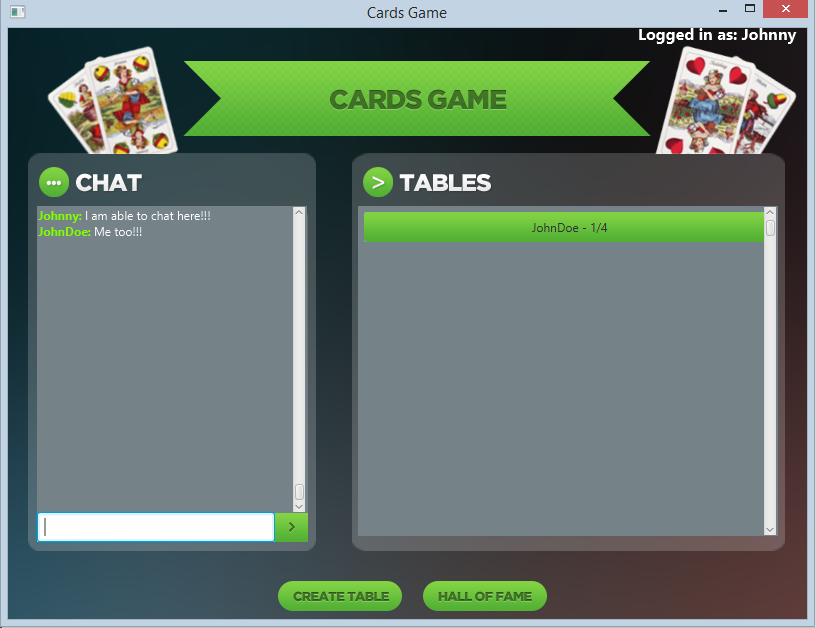 Cards Game
Logged in as: Johnny
CARDS GAME
CHAT
Johnny: I am able to chat here!!!
JohnDoe: Me too!!!
>
TABLES
JohnDoe - 1/4
CREATE TABLE
HALL OF FAME